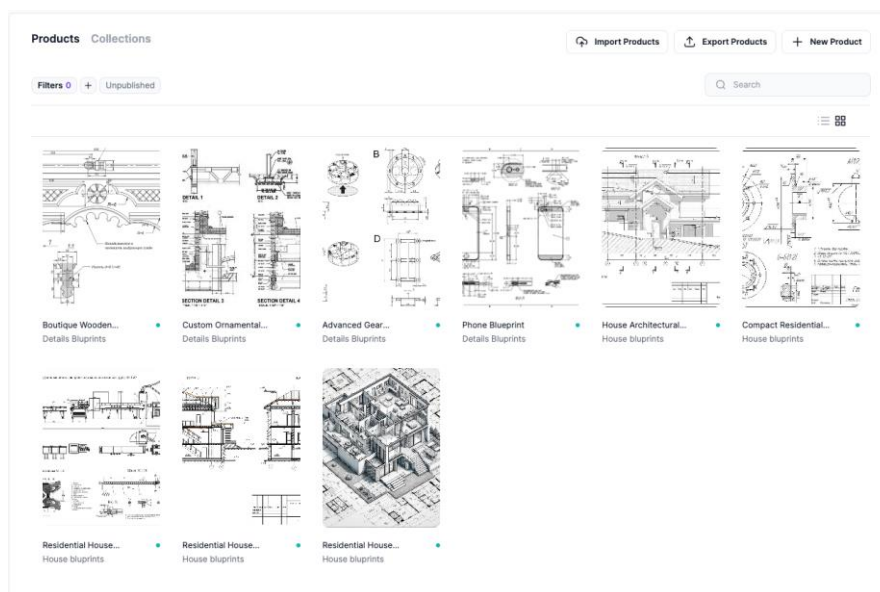 Products Collections
Import Products
Export Products
New Product
Filters 0 + Unpublished
Search
DETAIL 1
DETAIL 2
SECTION DETAIL 3
SECTION DETAIL 4
B
D
Boutique Wooden...
Details Bluprints
Custom Ornamental...
Details Bluprints
Advanced Gear...
Details Bluprints
Phone Blueprint
Details Bluprints
House Architectural...
House bluprints
Compact Residential...
House bluprints
Residential House...
House bluprints
Residential House...
House bluprints
Residential House...
House bluprints